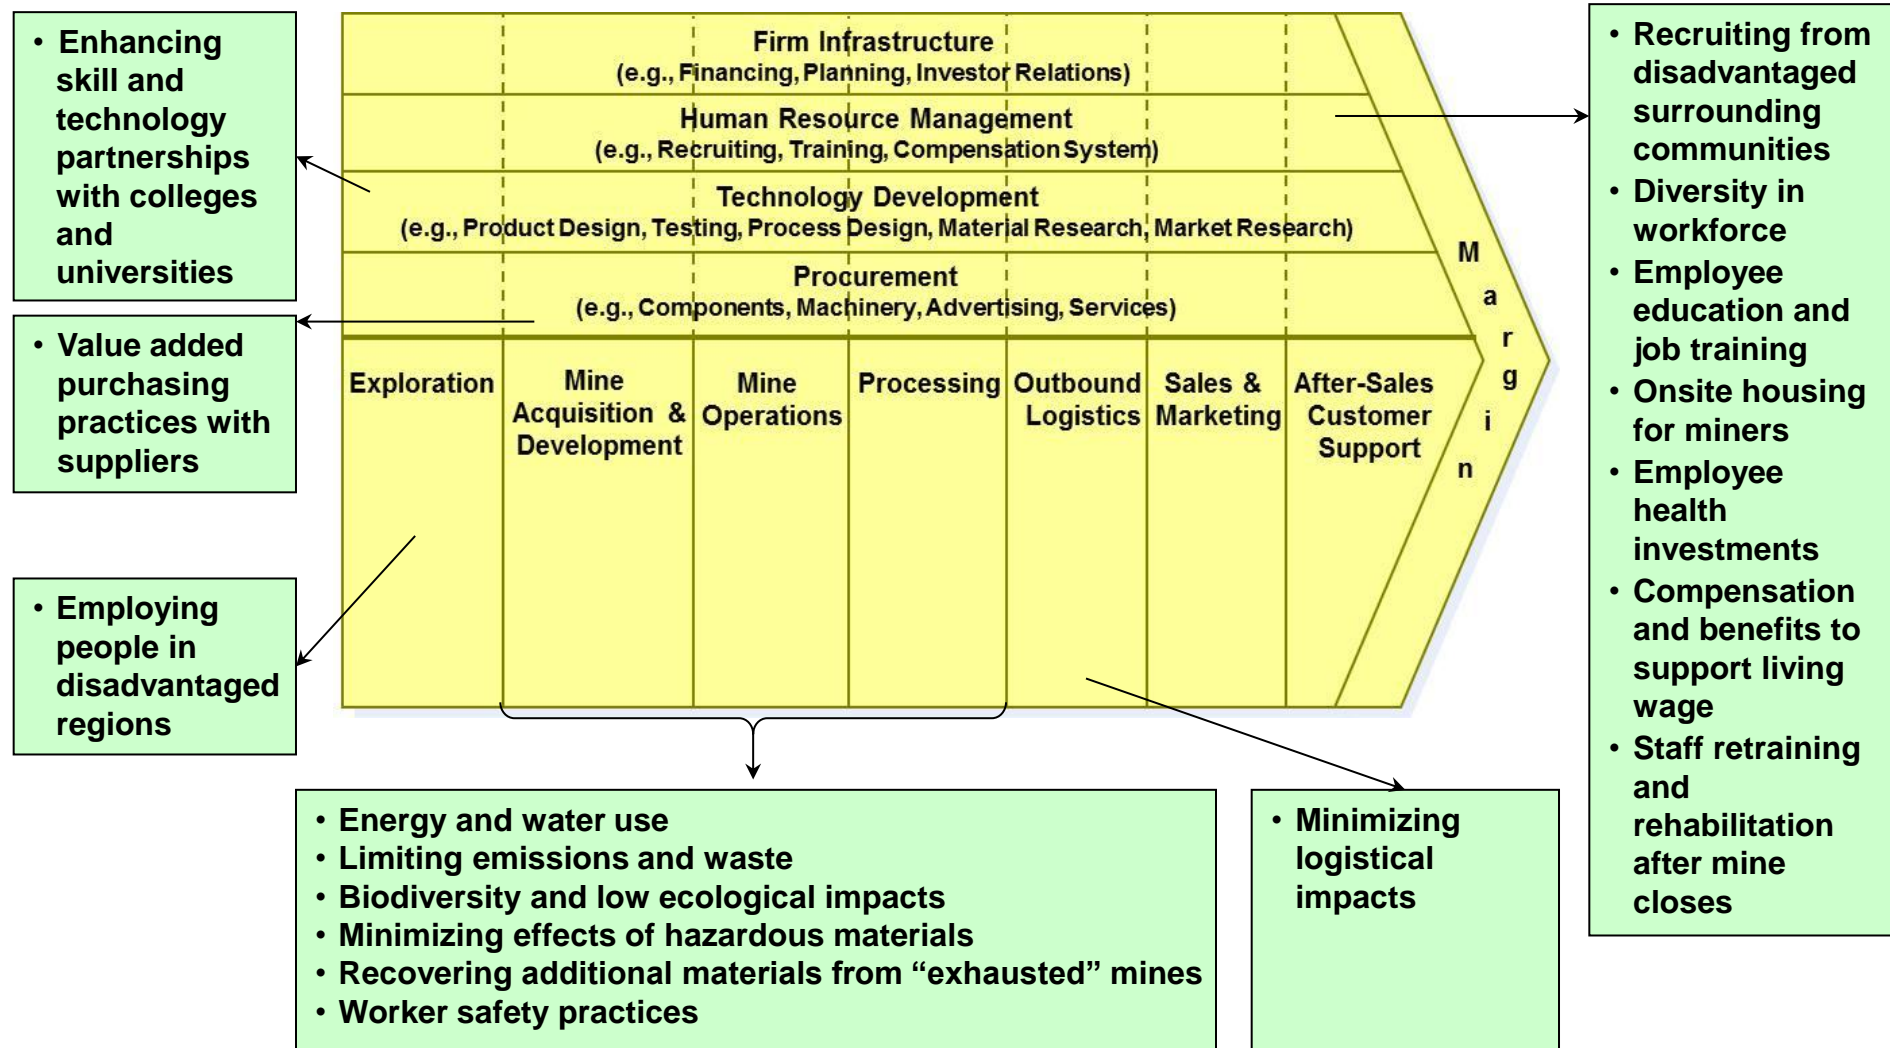 • Enhancing
skill and
technology
partnerships
with colleges
and
universities
• Value added
purchasing
practices with
suppliers
• Employing
people in
disadvantaged
regions
Firm Infrastructure
(e.g., Financing, Planning, Investor Relations)
Human Resource Management
(e.g., Recruiting, Training, Compensation System)
Technology Development
(e.g., Product Design, Testing, Process Design, Material Research, Market Research)
Procurement
(e.g., Components, Machinery, Advertising, Services)
Exploration
Mine
Acquisition &
Development
Mine
Operations
Processing
Outbound
Logistics
Sales &
Marketing
After-Sales
Customer
Support
M
a
r
g
i
n
• Energy and water use
• Limiting emissions and waste
• Biodiversity and low ecological impacts
• Minimizing effects of hazardous materials
• Recovering additional materials from “exhausted” mines
• Worker safety practices
• Minimizing
logistical
impacts
• Recruiting from
disadvantaged
surrounding
communities
• Diversity in
workforce
• Employee
education and
job training
• Onsite housing
for miners
• Employee
health
investments
• Compensation
and benefits to
support living
wage
• Staff retraining
and
rehabilitation
after mine
closes